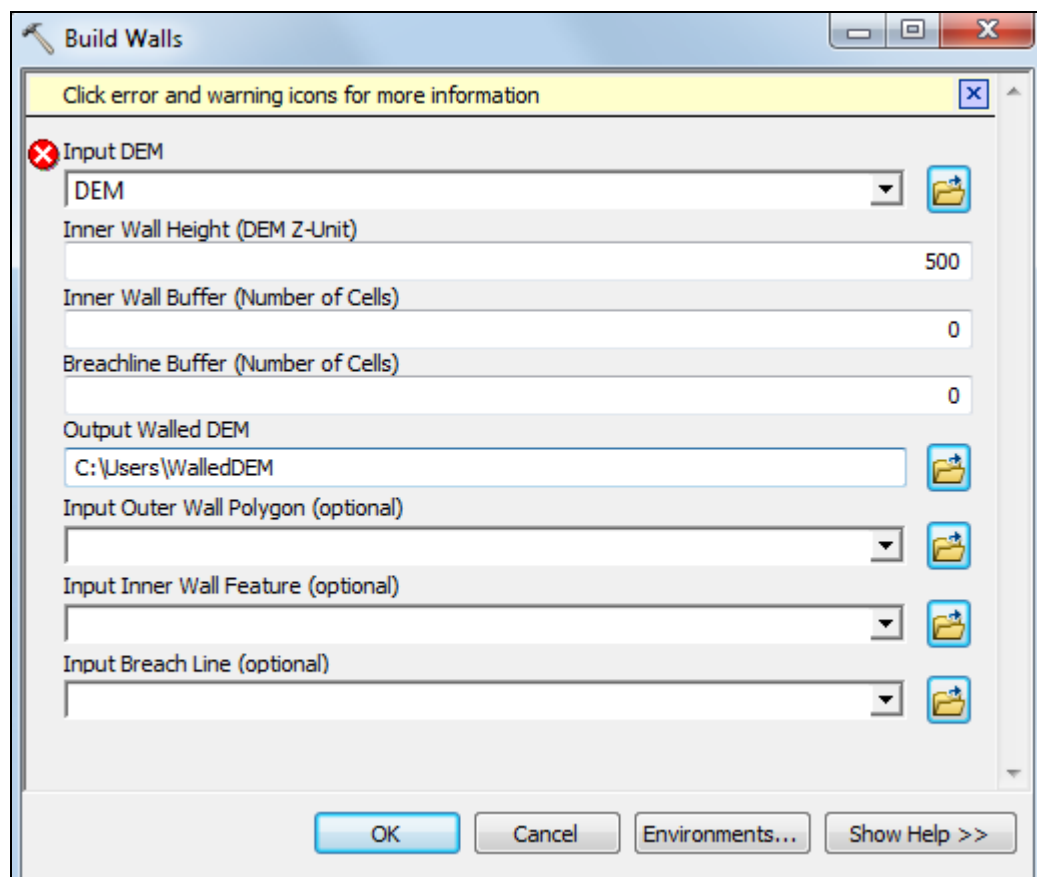 Build Walls
Click error and warning icons for more information
Input DEM
DEM
Inner Wall Height (DEM Z-Unit)
500
Inner Wall Buffer (Number of Cells)
0
Breachline Buffer (Number of Cells)
0
Output Walled DEM
C:\Users\WalledDEM
Input Outer Wall Polygon (optional)
Input Inner Wall Feature (optional)
Input Breach Line (optional)
OK Cancel Environments... Show Help >>